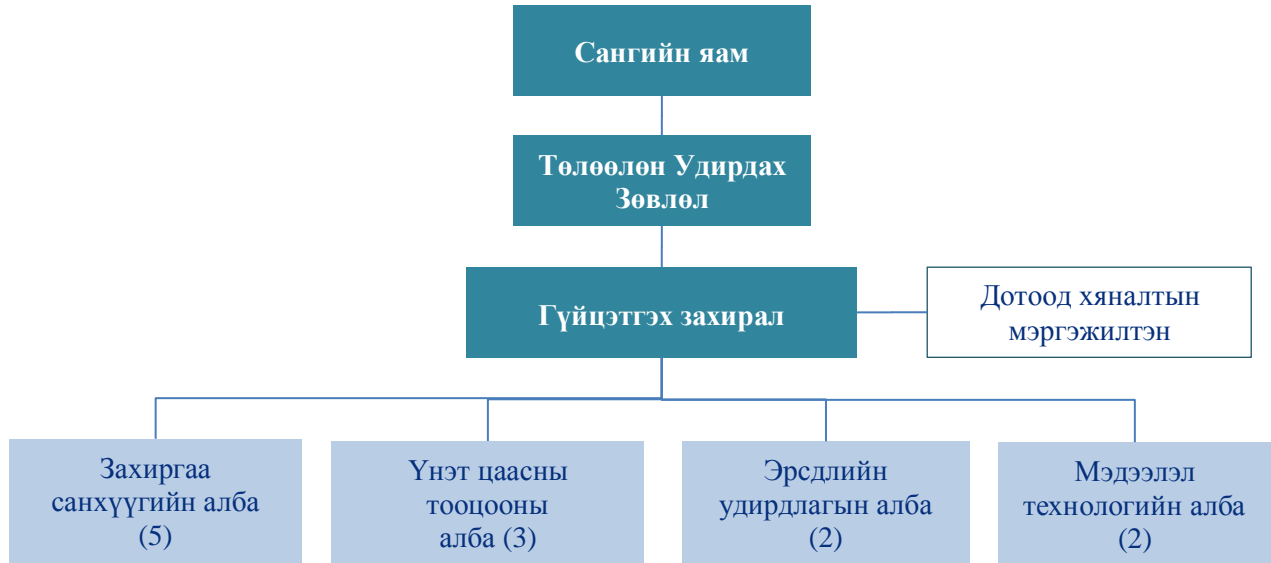 Сангийн яам
Төлөөлөн Удирдах
Зөвлөл
Гүйцэтгэх захирал
Дотоод хяналтын
мэргэжилтэн
Захиргаа
санхүүгийн алба
(5)
Үнэт цаасны
тооцооны
алба (3)
Эрсдлийн
удирдлагын алба
(2)
Мэдээлэл
технологийн алба
(2)